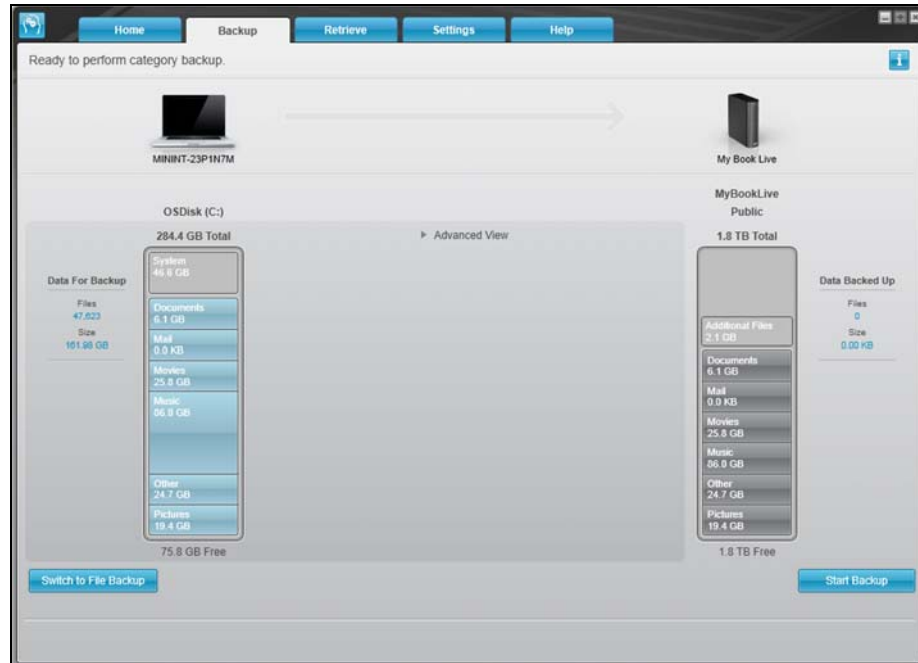 Home Backup Retrieve Settings Help
Ready to perform category backup.
MININT-23P1N7M
My Book Live
OSDisk (C:)
MyBookLive
Public
284.4 GB Total
Advanced View
1.8 TB Total
Data For Backup
Files
47,623
Size
161.98 GB
System
46.6 GB
Documents
6.1 GB
Mail
0.0 KB
Movies
25.8 GB
Music
86.0 GB
Other
24.7 GB
Pictures
19.4 GB
75.8 GB Free
Additional Files
2.1 GB
Documents
6.1 GB
Mail
0.0 KB
Movies
25.8 GB
Music
86.0 GB
Other
24.7 GB
Pictures
19.4 GB
1.8 TB Free
Data Backed Up
Files
0
Size
0.00 KB
Switch to File Backup
Start Backup